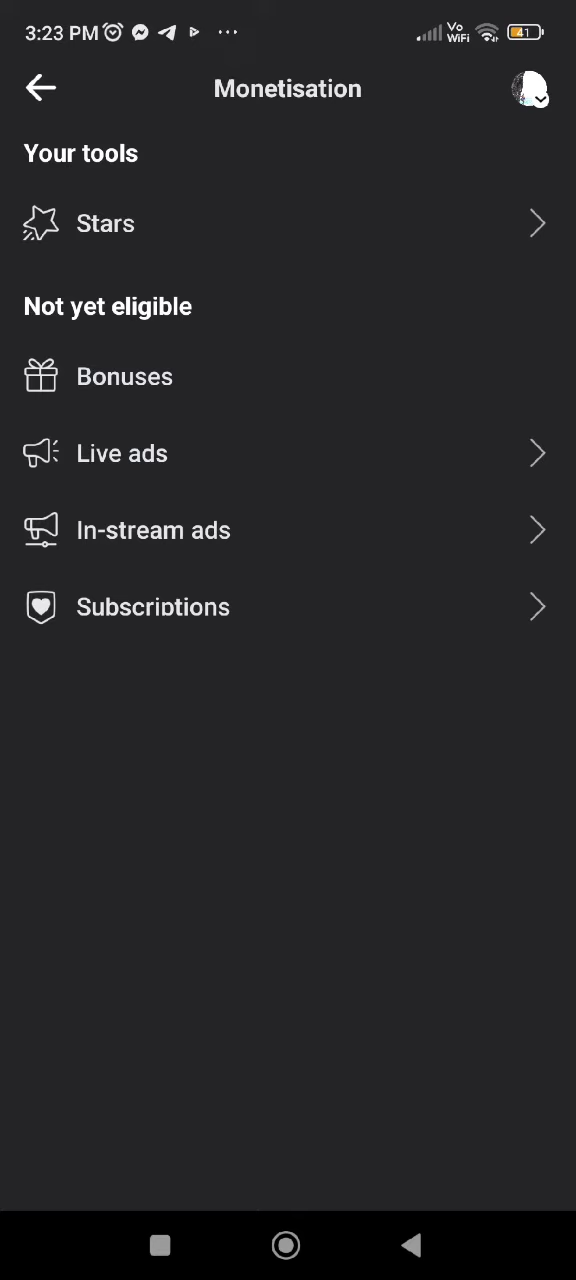 3:23 PM
Vo
WiFi
41
Monetisation
Your tools
Stars
Not yet eligible
Bonuses
Live ads
In-stream ads
Subscriptions